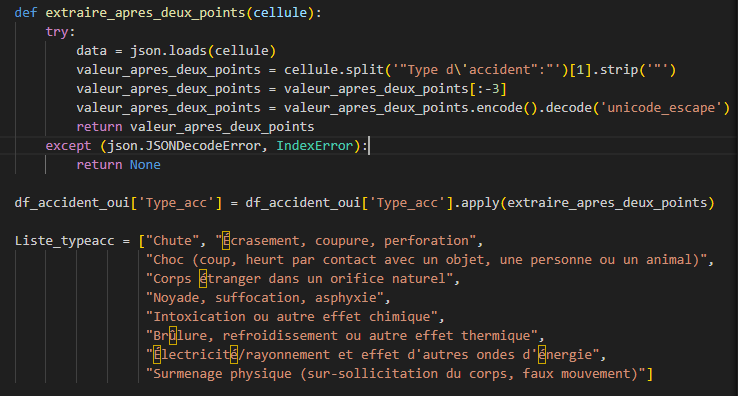 def extraire_apres_deux_points(cellule):
    try:
        data = json.loads(cellule)
        valeur_apres_deux_points = cellule.split('"Type d\'accident":"')[1].strip('"')
        valeur_apres_deux_points = valeur_apres_deux_points[:-3]
        valeur_apres_deux_points = valeur_apres_deux_points.encode().decode('unicode_escape')
        return valeur_apres_deux_points
    except (json.JSONDecodeError, IndexError):
        return None
df_accident_oui['Type_acc'] = df_accident_oui['Type_acc'].apply(extraire_apres_deux_points)
Liste_typeacc = ["Chute", "Écrasement, coupure, perforation",
                 "Choc (coup, heurt par contact avec un objet, une personne ou un animal)",
                 "Corps étranger dans un orifice naturel",
                 "Noyade, suffocation, asphyxie",
                 "Intoxication ou autre effet chimique",
                 "Brûlure, refroidissement ou autre effet thermique",
                 "Électricité/rayonnement et effet d'autres ondes d'énergie",
                 "Surmenage physique (sur-sollicitation du corps, faux mouvement)"]